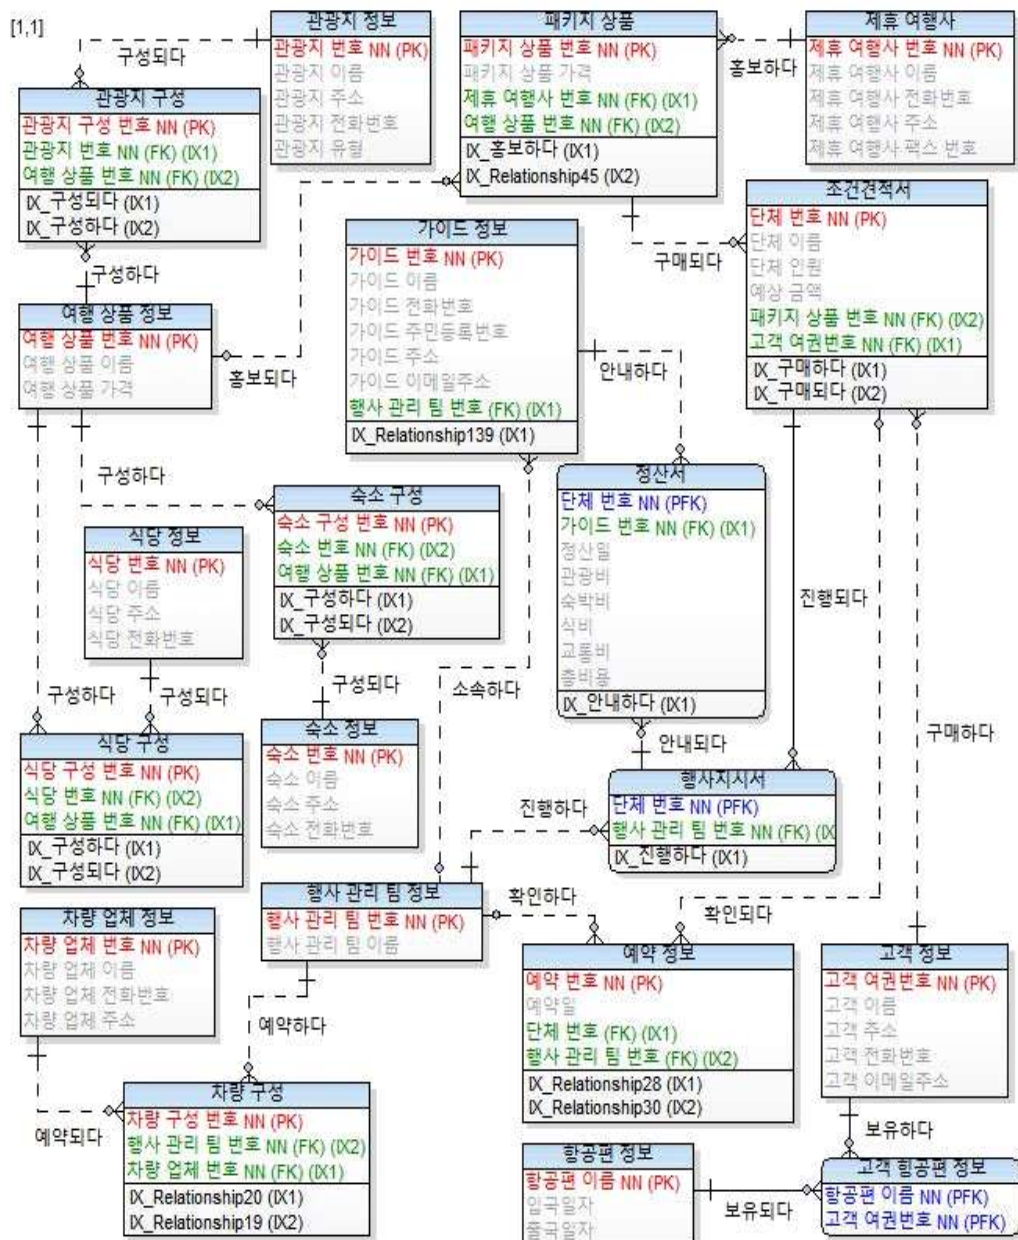 [1,1]
관광지 정보
관광지 번호 NN (PK)
관광지 이름
관광지 주소
관광지 전화번호
관광지 유형
패키지 상품
패키지 상품 번호 NN (PK)
패키지 상품 가격
제휴 여행사 번호 NN (FK) (IX1)
여행 상품 번호 NN (FK) (IX2)
IX_홍보하다 (IX1)
IX_Relationship45 (IX2)
제휴 여행사
제휴 여행사 번호 NN (PK)
제휴 여행사 이름
제휴 여행사 전화번호
제휴 여행사 주소
제휴 여행사 팩스 번호
구성되다
홍보하다
관광지 구성
관광지 구성 번호 NN (PK)
관광지 번호 NN (FK) (IX1)
여행 상품 번호 NN (FK) (IX2)
IX_구성되다 (IX1)
IX_구성하다 (IX2)
구성하다
가이드 정보
가이드 번호 NN (PK)
가이드 이름
가이드 전화번호
가이드 주민등록번호
가이드 주소
가이드 이메일주소
행사 관리 팀 번호 (FK) (IX1)
IX_Relationship139 (IX1)
구매되다
조건견적서
단체 번호 NN (PK)
단체 이름
단체 인원
예상 금액
패키지 상품 번호 NN (FK) (IX2)
고객 여권번호 NN (FK) (IX1)
IX_구매하다 (IX1)
IX_구매되다 (IX2)
여행 상품 정보
여행 상품 번호 NN (PK)
여행 상품 이름
여행 상품 가격
홍보되다
안내하다
구성하다
숙소 구성
숙소 구성 번호 NN (PK)
숙소 번호 NN (FK) (IX2)
여행 상품 번호 NN (FK) (IX1)
IX_구성하다 (IX1)
IX_구성되다 (IX2)
정산서
단체 번호 NN (PFK)
가이드 번호 NN (FK) (IX1)
정산일
관광비
숙박비
식비
교통비
총비용
IX_안내하다 (IX1)
식당 정보
식당 번호 NN (PK)
식당 이름
식당 주소
식당 전화번호
진행되다
구성하다
구성되다
구성되다
소속하다
안내되다
구매하다
식당 구성
식당 구성 번호 NN (PK)
식당 번호 NN (FK) (IX2)
여행 상품 번호 NN (FK) (IX1)
IX_구성하다 (IX1)
IX_구성되다 (IX2)
숙소 정보
숙소 번호 NN (PK)
숙소 이름
숙소 주소
숙소 전화번호
진행하다
행사지시서
단체 번호 NN (PFK)
행사 관리 팀 번호 NN (FK) (IX
IX_진행하다 (IX1)
행사 관리 팀 정보
행사 관리 팀 번호 NN (PK)
행사 관리 팀 이름
확인하다
확인되다
차량 업체 정보
차량 업체 번호 NN (PK)
차량 업체 이름
차량 업체 전화번호
차량 업체 주소
예약 정보
예약 번호 NN (PK)
예약일
단체 번호 (FK) (IX1)
행사 관리 팀 번호 (FK) (IX2)
IX_Relationship28 (IX1)
IX_Relationship30 (IX2)
고객 정보
고객 여권번호 NN (PK)
고객 이름
고객 주소
고객 전화번호
고객 이메일주소
예약하다
예약되다
차량 구성
차량 구성 번호 NN (PK)
행사 관리 팀 번호 NN (FK) (IX2)
차량 업체 번호 NN (FK) (IX1)
IX_Relationship20 (IX1)
IX_Relationship19 (IX2)
보유하다
항공편 정보
항공편 이름 NN (PK)
입국일자
출국일자
보유되다
고객 항공편 정보
항공편 이름 NN (PFK)
고객 여권번호 NN (PFK)